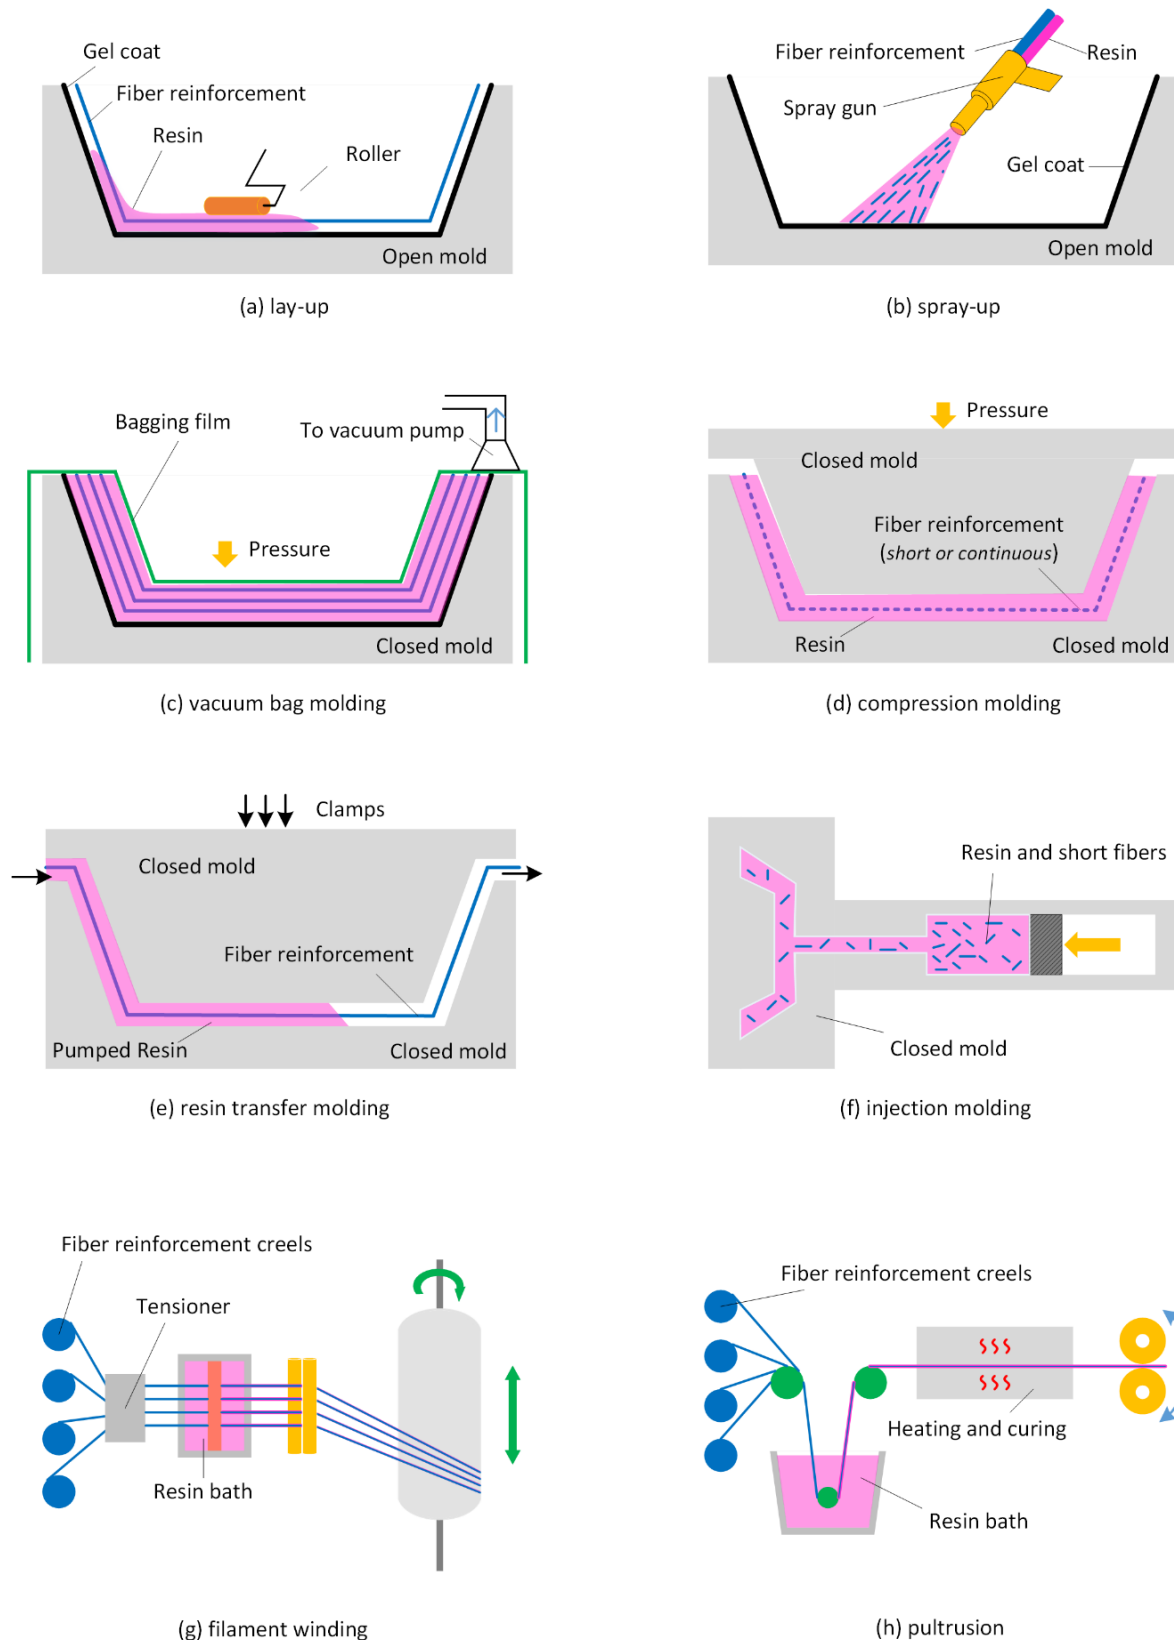 Gel coat
Fiber reinforcement
Resin
Roller
Open mold
(a) lay-up
Fiber reinforcement
Resin
Spray gun
Gel coat
Open mold
(b) spray-up
Bagging film
To vacuum pump
Pressure
Closed mold
(c) vacuum bag molding
Pressure
Closed mold
Fiber reinforcement
(short or continuous)
Resin
Closed mold
(d) compression molding
Clamps
Closed mold
Fiber reinforcement
Pumped Resin
Closed mold
(e) resin transfer molding
Resin and short fibers
Closed mold
(f) injection molding
Fiber reinforcement creels
Tensioner
Resin bath
(g) filament winding
Fiber reinforcement creels
Heating and curing
Resin bath
(h) pultrusion